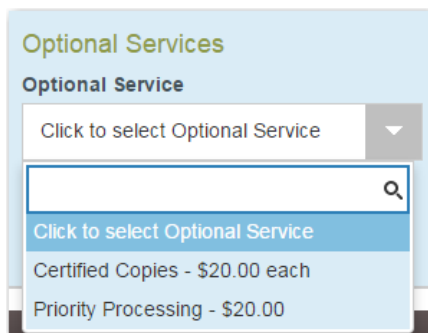 Optional Services
Optional Service
Click to select Optional Service
Click to select Optional Service
Certified Copies - $20.00 each
Priority Processing - $20.00